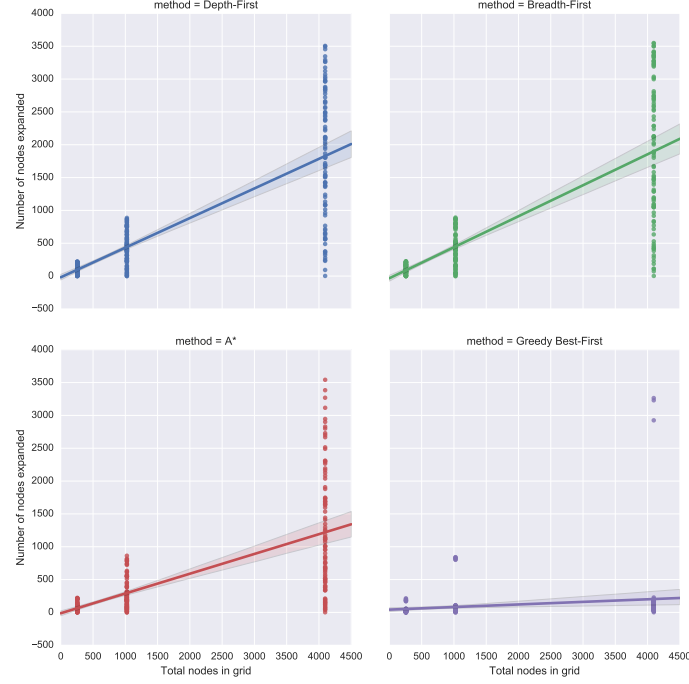 method = Depth-First
method = Breadth-First
4000
3500
3000
2500
2000
1500
1000
500
0
−500
Number of nodes expanded
method = A*
method = Greedy Best-First
4000
3500
3000
2500
2000
1500
1000
500
0
−500
Number of nodes expanded
0 500 1000 1500 2000 2500 3000 3500 4000 4500
Total nodes in grid
0 500 1000 1500 2000 2500 3000 3500 4000 4500
Total nodes in grid